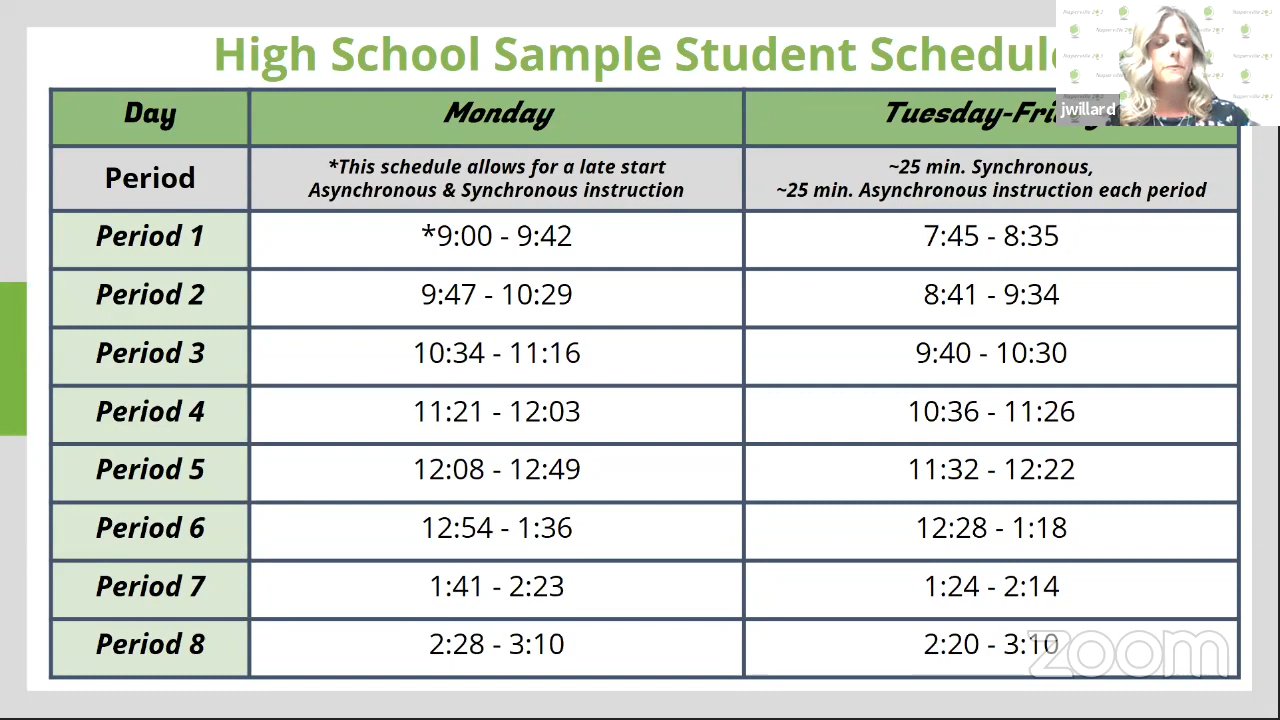 High School Sample Student Schedule
jwillard
Day Monday Tuesday-Fri
Period *This schedule allows for a late start
Asynchronous & Synchronous instruction
~25 min. Synchronous,
~25 min. Asynchronous instruction each period
Period 1 *9:00 - 9:42 7:45 - 8:35
Period 2 9:47 - 10:29 8:41 - 9:34
Period 3 10:34 - 11:16 9:40 - 10:30
Period 4 11:21 - 12:03 10:36 - 11:26
Period 5 12:08 - 12:49 11:32 - 12:22
Period 6 12:54 - 1:36 12:28 - 1:18
Period 7 1:41 - 2:23 1:24 - 2:14
Period 8 2:28 - 3:10 2:20 - 3:10
zoom